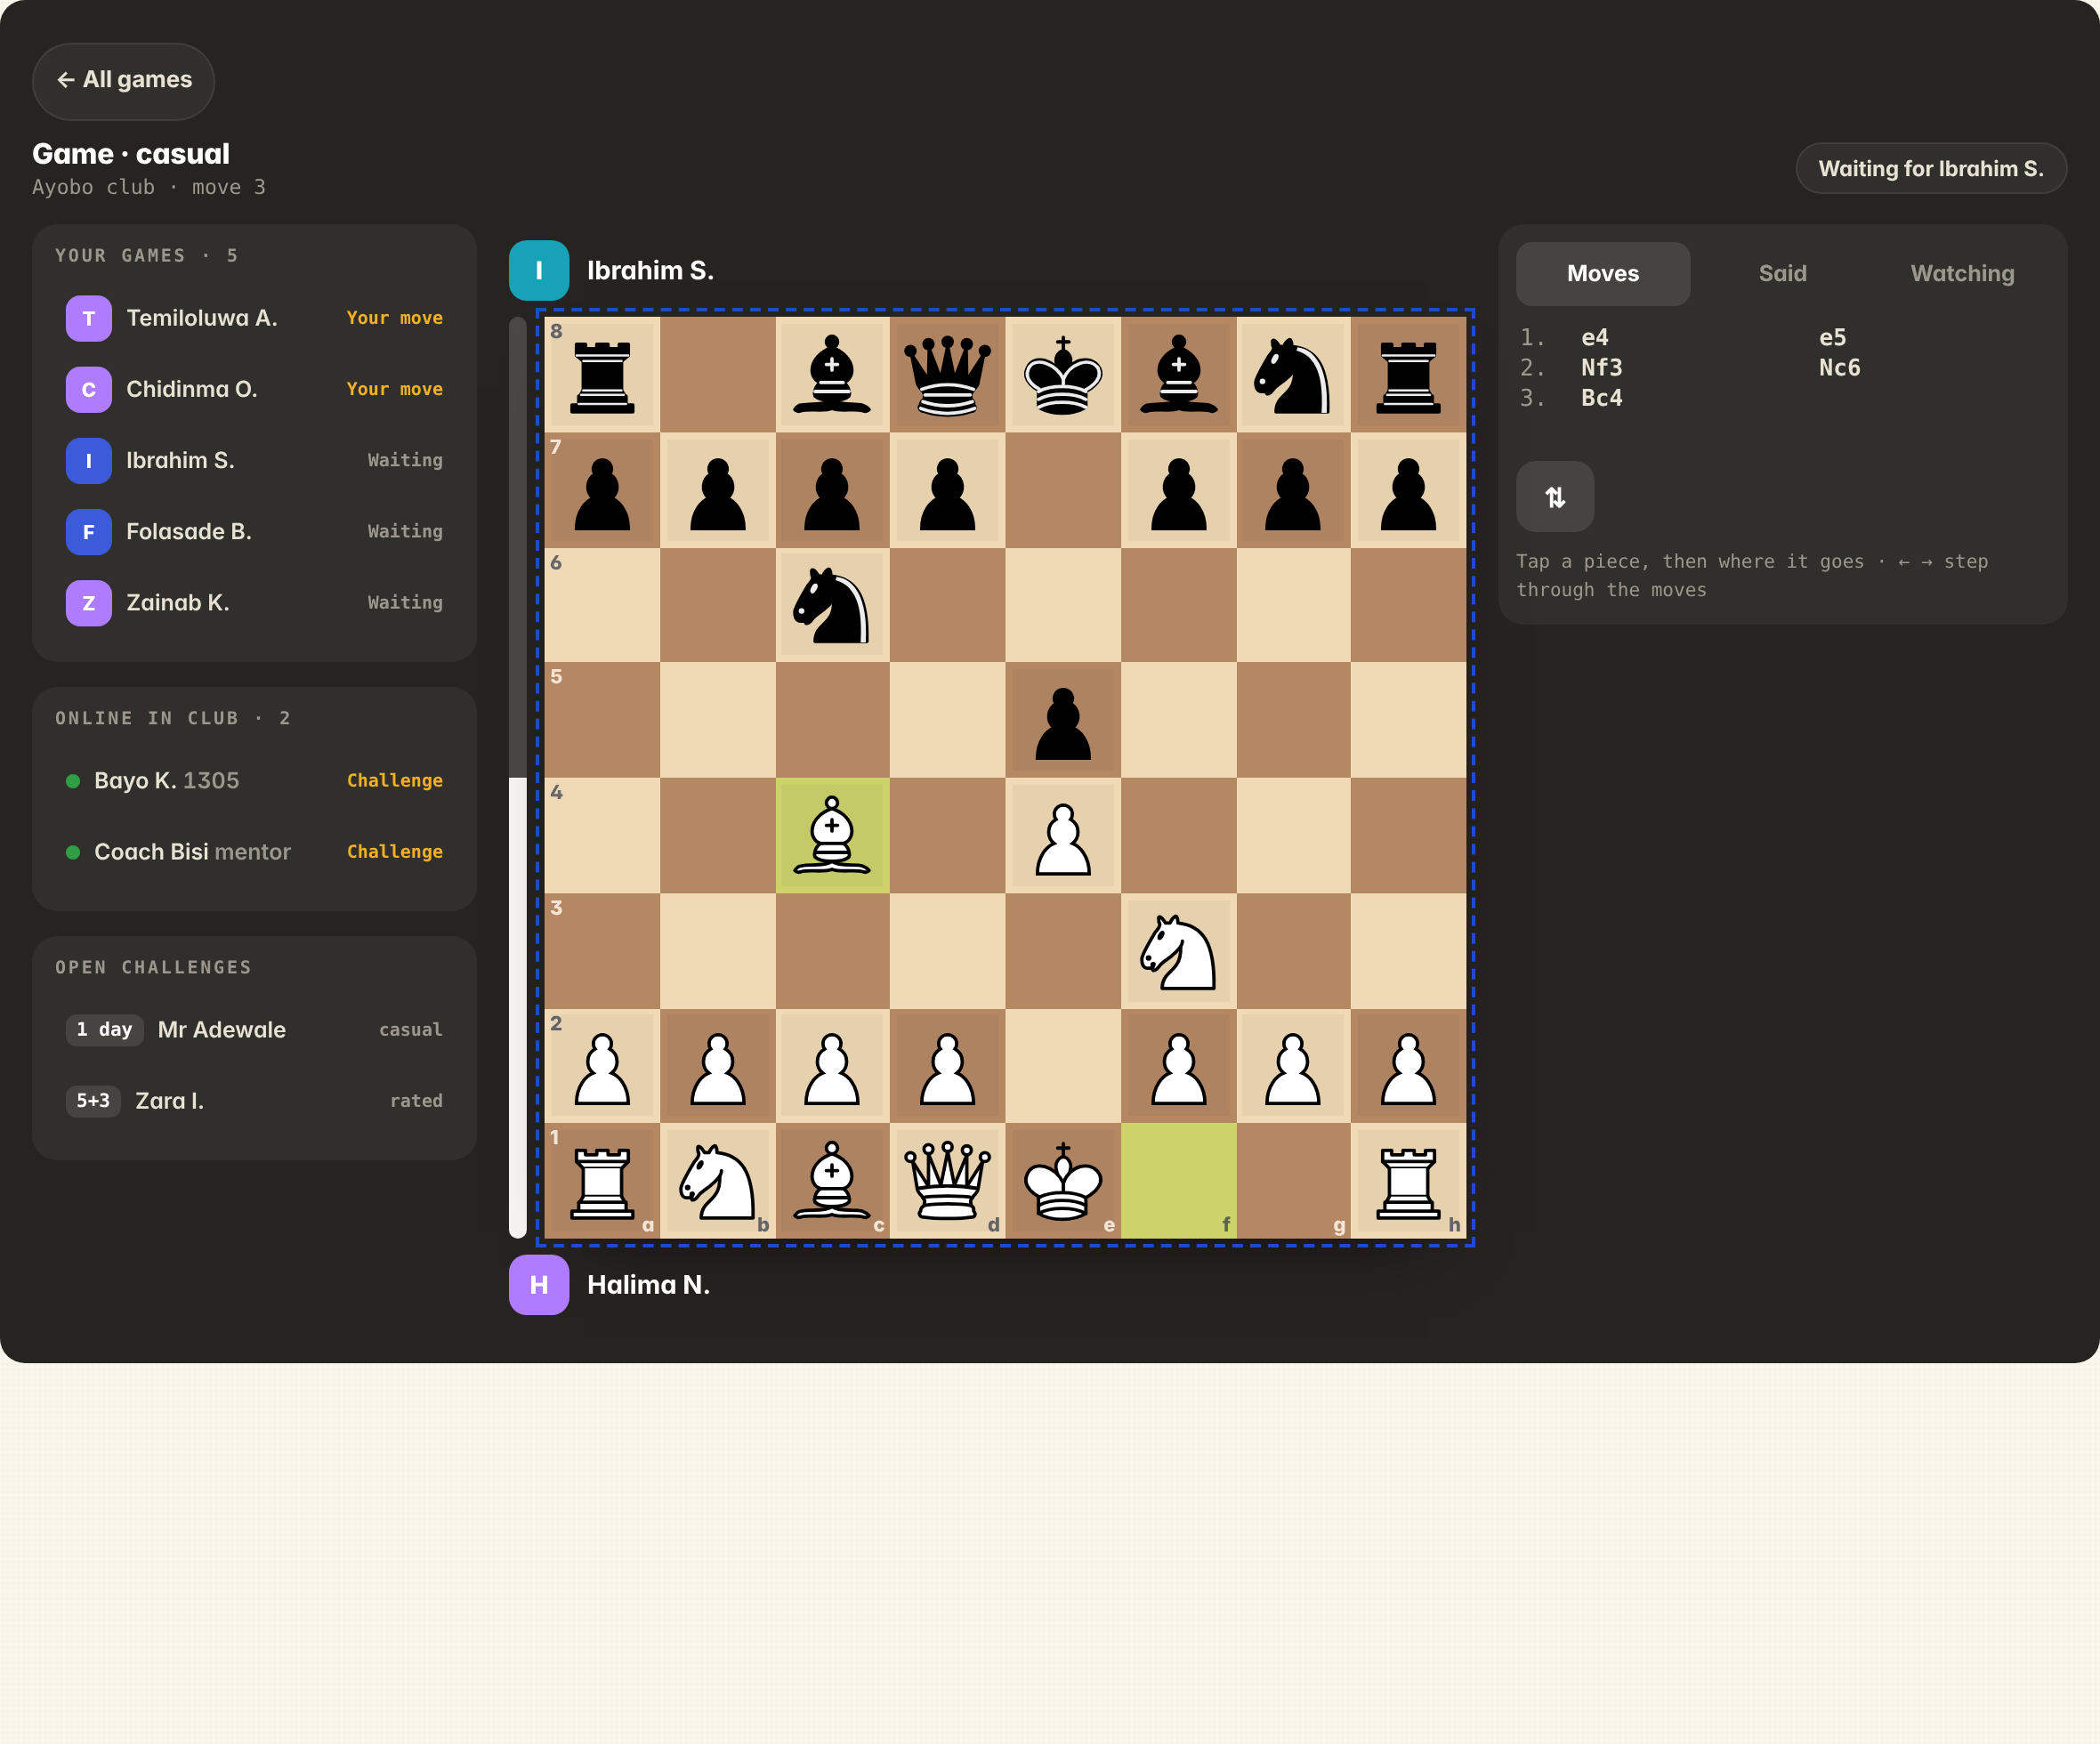 ← All games
Game · casual
Ayobo club · move 3
Waiting for Ibrahim S.
YOUR GAMES · 5
T Temiloluwa A. Your move
C Chidinma O. Your move
I Ibrahim S. Waiting
F Folasade B. Waiting
Z Zainab K. Waiting
ONLINE IN CLUB · 2
Bayo K. 1305 Challenge
Coach Bisi mentor Challenge
OPEN CHALLENGES
1 day Mr Adewale casual
5+3 Zara I. rated
I Ibrahim S.
8
7
6
5
4
3
2
1
a b c d e f g h
H Halima N.
Moves Said Watching
1. e4 e5
2. Nf3 Nc6
3. Bc4
⇅
Tap a piece, then where it goes · ← → step
through the moves